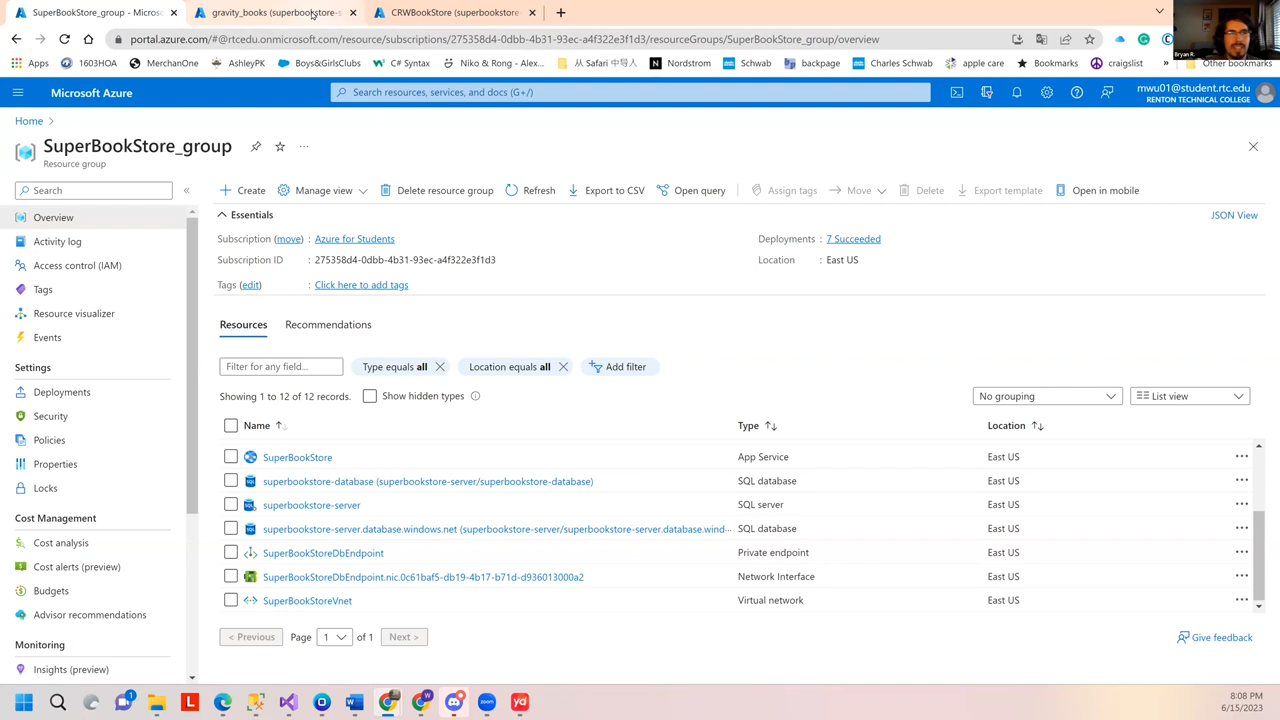 SuperBookStore_group - Micros
gravity_books (superbookstore-s
CRWBookStore (superbookstore
portal.azure.com/#@rtcedu.onmicrosoft.com/resource/subscriptions/275358d4-0dbb-4b31-93ec-a4f322e3f1d3/resourceGroups/SuperBookStore_group/overview
Bryan R.
Apps
1603HOA
MerchanOne
AshleyPK
Boys&GirlsClubs
C# Syntax
Niko & Rong - Alex...
从 Safari 中导入
Nordstrom
Schwab
backpage
Charles Schwab
apple care
Bookmarks
craigslist
Other bookmarks
Microsoft Azure
Search resources, services, and docs (G+/)
mwu01@student.rtc.edu
RENTON TECHNICAL COLLEGE
Home
SuperBookStore_group
Resource group
Search
Create
Manage view
Delete resource group
Refresh
Export to CSV
Open query
Assign tags
Move
Delete
Export template
Open in mobile
Overview
Activity log
Access control (IAM)
Tags
Resource visualizer
Events
Settings
Deployments
Security
Policies
Properties
Locks
Cost Management
Cost analysis
Cost alerts (preview)
Budgets
Advisor recommendations
Monitoring
Insights (preview)
Essentials
JSON View
Subscription (move) : Azure for Students
Deployments : 7 Succeeded
Subscription ID : 275358d4-0dbb-4b31-93ec-a4f322e3f1d3
Location : East US
Tags (edit) : Click here to add tags
Resources
Recommendations
Filter for any field...
Type equals all
Location equals all
Add filter
Showing 1 to 12 of 12 records.
Show hidden types
No grouping
List view
Name
Type
Location
SuperBookStore App Service East US
superbookstore-database (superbookstore-server/superbookstore-database) SQL database East US
superbookstore-server SQL server East US
superbookstore-server.database.windows.net (superbookstore-server/superbookstore-server.database.wind... SQL database East US
SuperBookStoreDbEndpoint Private endpoint East US
SuperBookStoreDbEndpoint.nic.0c61baf5-db19-4b17-b71d-d936013000a2 Network Interface East US
SuperBookStoreVnet Virtual network East US
< Previous
Page 1 of 1
Next >
Give feedback
8:08 PM
6/15/2023